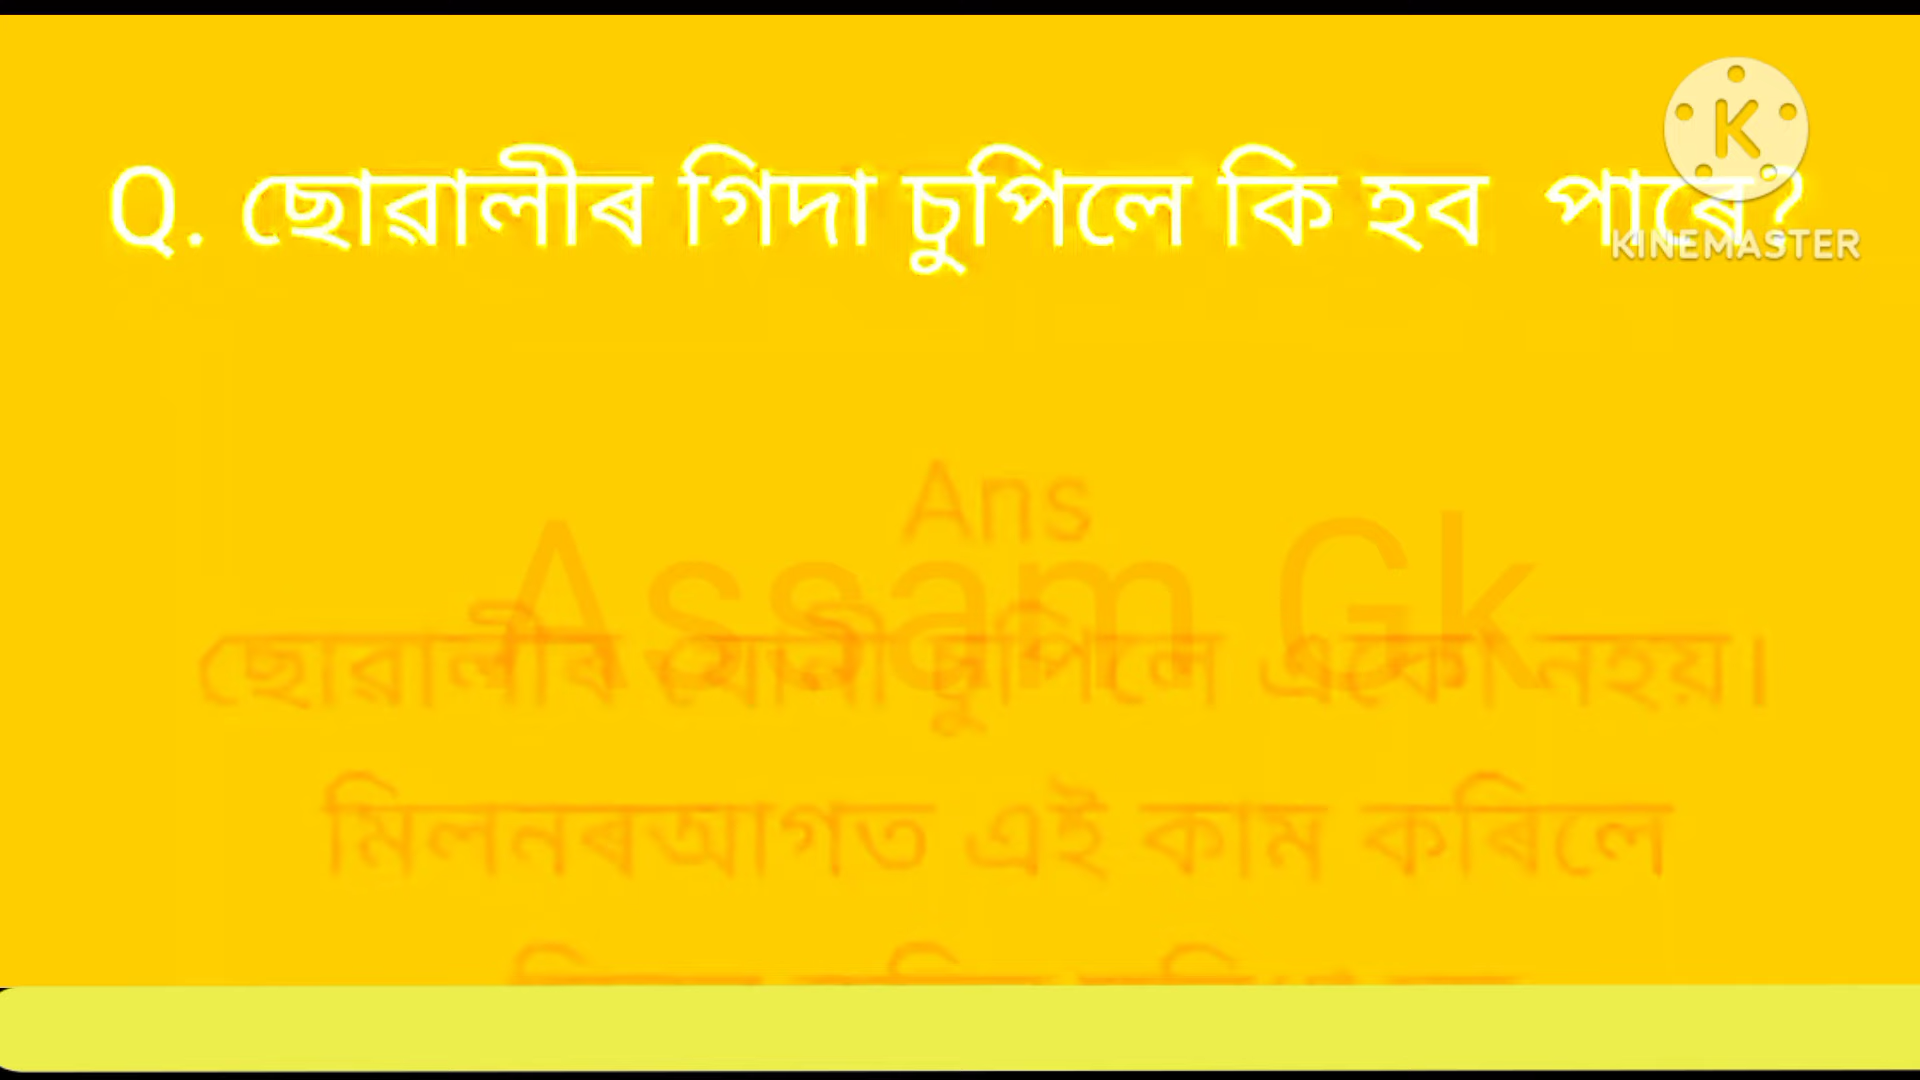 Q. ছোৱালীৰ গিদা চুপিলে কি হব পাৰে?
KINEMASTER
Ans
Assam Gk
ছোৱালীৰ যোনী চুপিলে একো নহয়।
মিলনৰআগত এই কাম কৰিলে